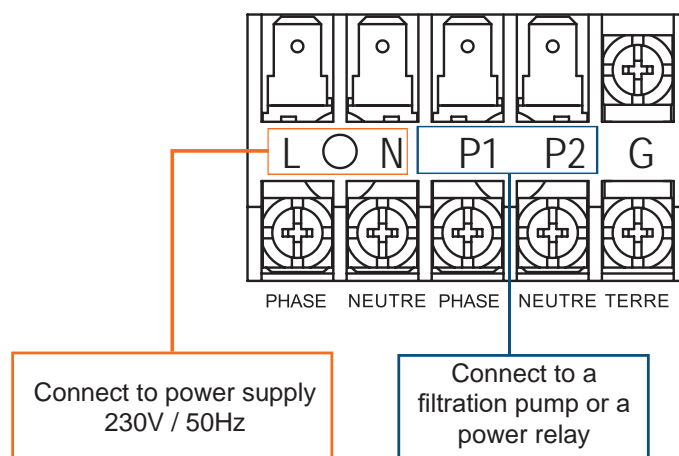 L N P1 P2 G
PHASE NEUTRE PHASE NEUTRE TERRE
Connect to power supply
230V / 50Hz
Connect to a
filtration pump or a
power relay